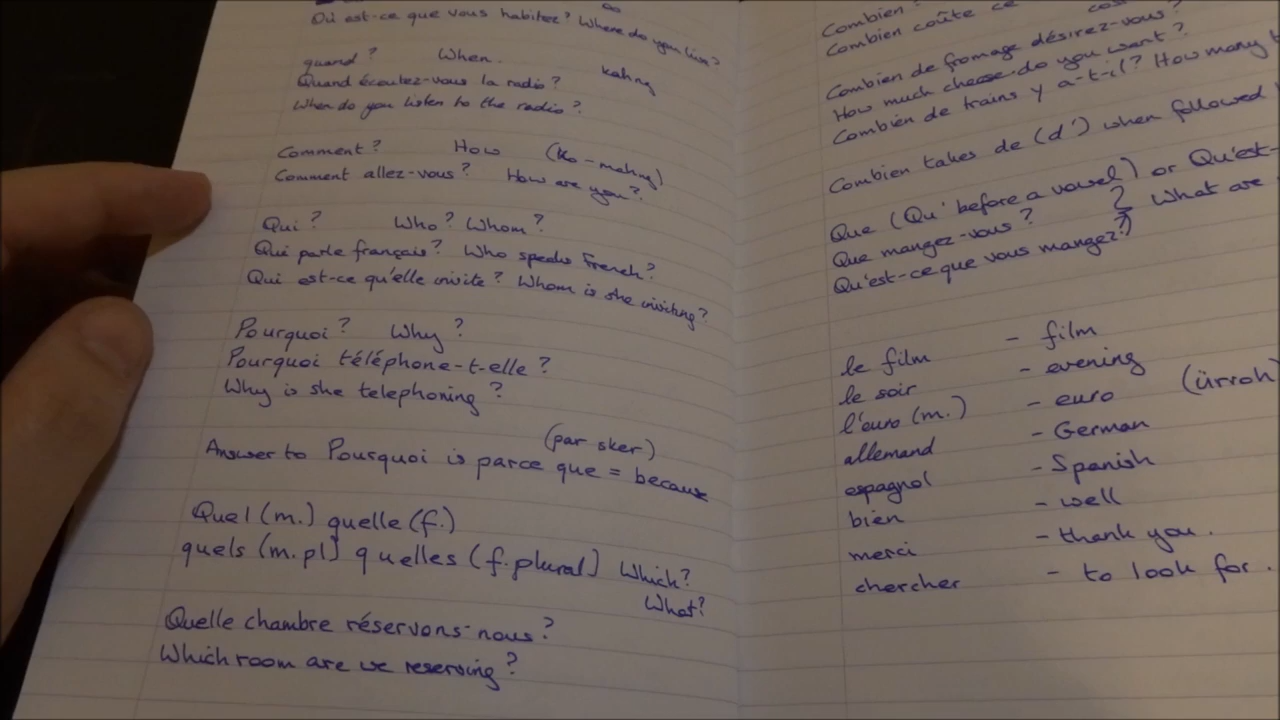 Où est-ce que vous habitez? Where do you live?
quand? When.
kahng
Quand écoutez-vous la radio?
When do you listen to the radio?
Comment? How (Ko-mahng)
Comment allez-vous? How are you?
Qui? Who? Whom?
Qui parle français? Who speaks French?
Qui est-ce qu'elle invite? Whom is she inviting?
Pourquoi? Why?
Pourquoi téléphone-t-elle?
Why is she telephoning?
(par sker)
Answer to Pourquoi is parce que = because
Quel (m.) quelle (f.)
quels (m.pl) quelles (f.plural) Which?
What?
Quelle chambre réservons-nous?
Which room are we reserving?
Combien?
Combien coûte ce
Combien de fromage désirez-vous?
How much cheese do you want?
Combien de trains y a-t-il? How many
Combien takes de (d') when followed
Que (Qu' before a vowel) or Qu'est-
Que mangez-vous? What are
Qu'est-ce que vous mangez?
le film - film
le soir - evening
l'euro (m.) - euro (ürroh
allemand - German
espagnol - Spanish
bien - well
merci - thank you.
chercher - to look for.